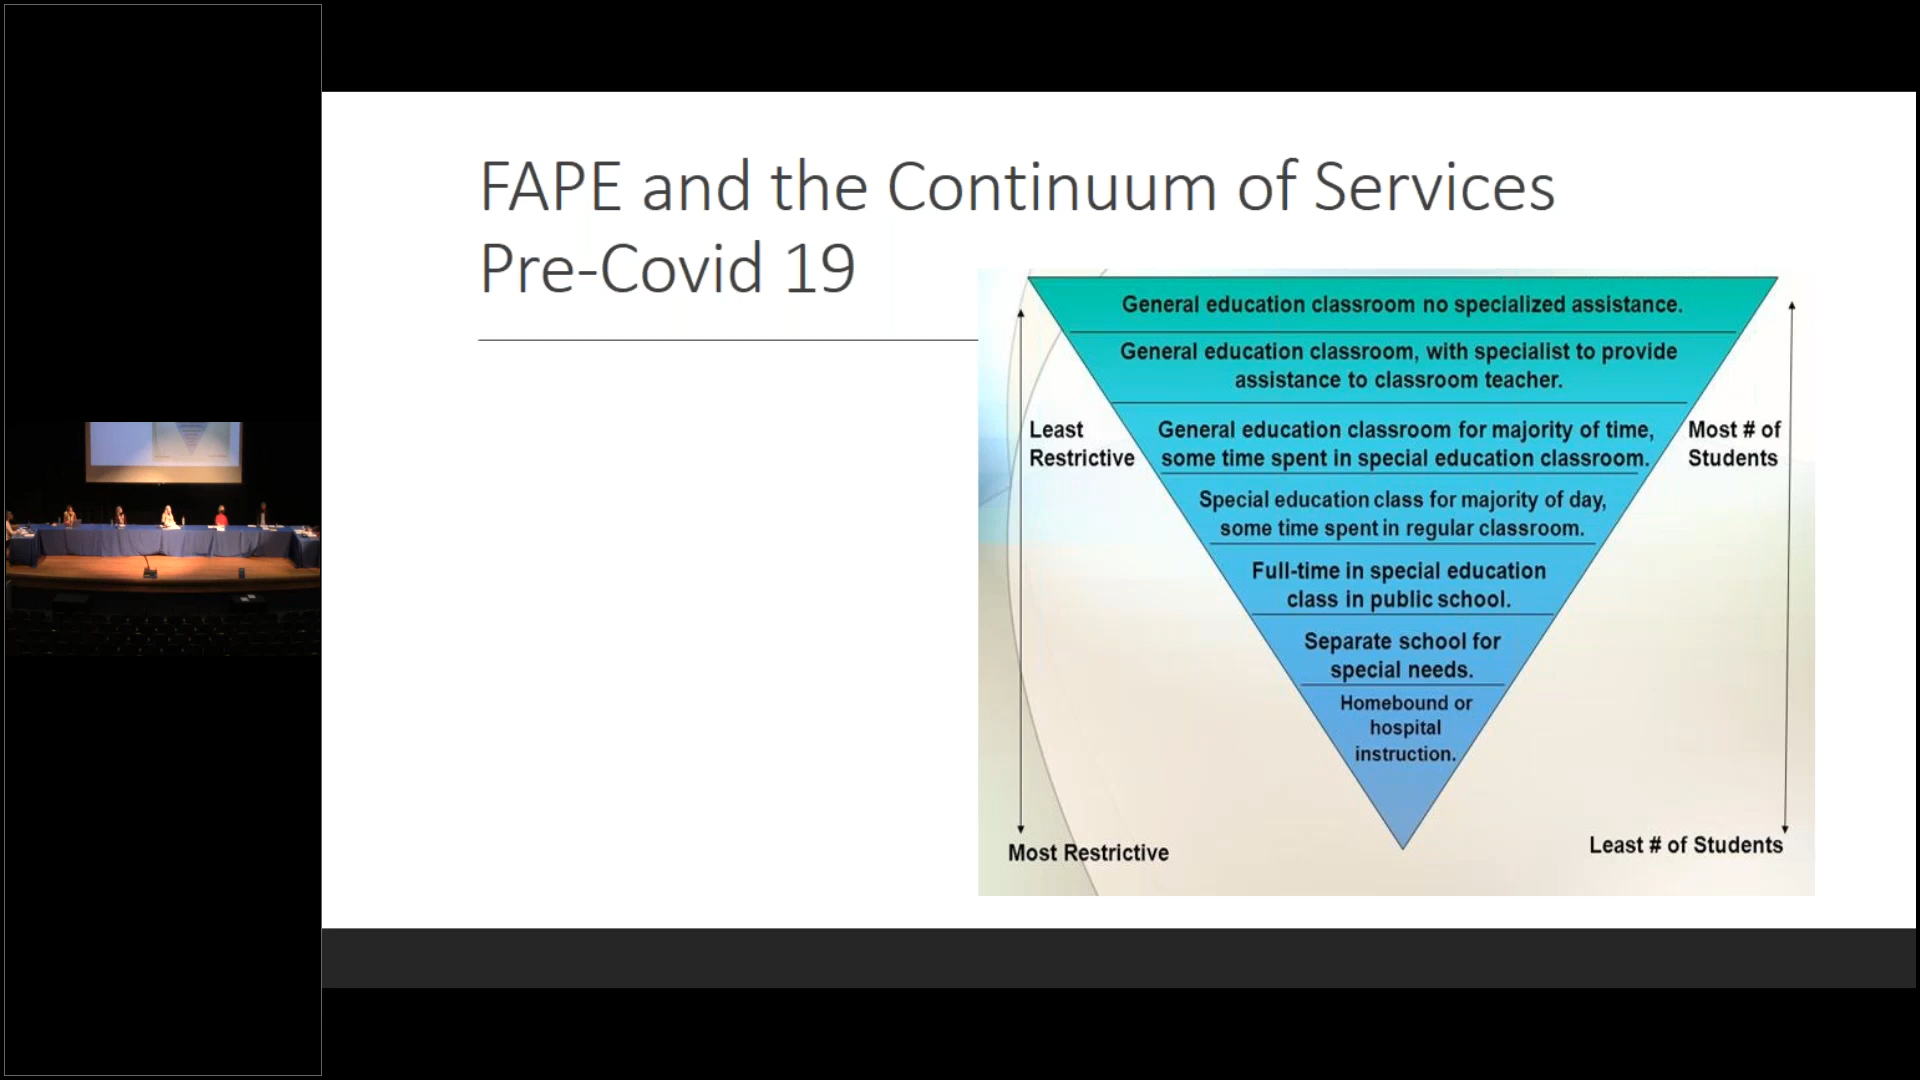 FAPE and the Continuum of Services
Pre-Covid 19
General education classroom no specialized assistance.
General education classroom, with specialist to provide
assistance to classroom teacher.
Least
Restrictive
General education classroom for majority of time,
some time spent in special education classroom.
Most # of
Students
Special education class for majority of day,
some time spent in regular classroom.
Full-time in special education
class in public school.
Separate school for
special needs.
Homebound or
hospital
instruction.
Most Restrictive
Least # of Students